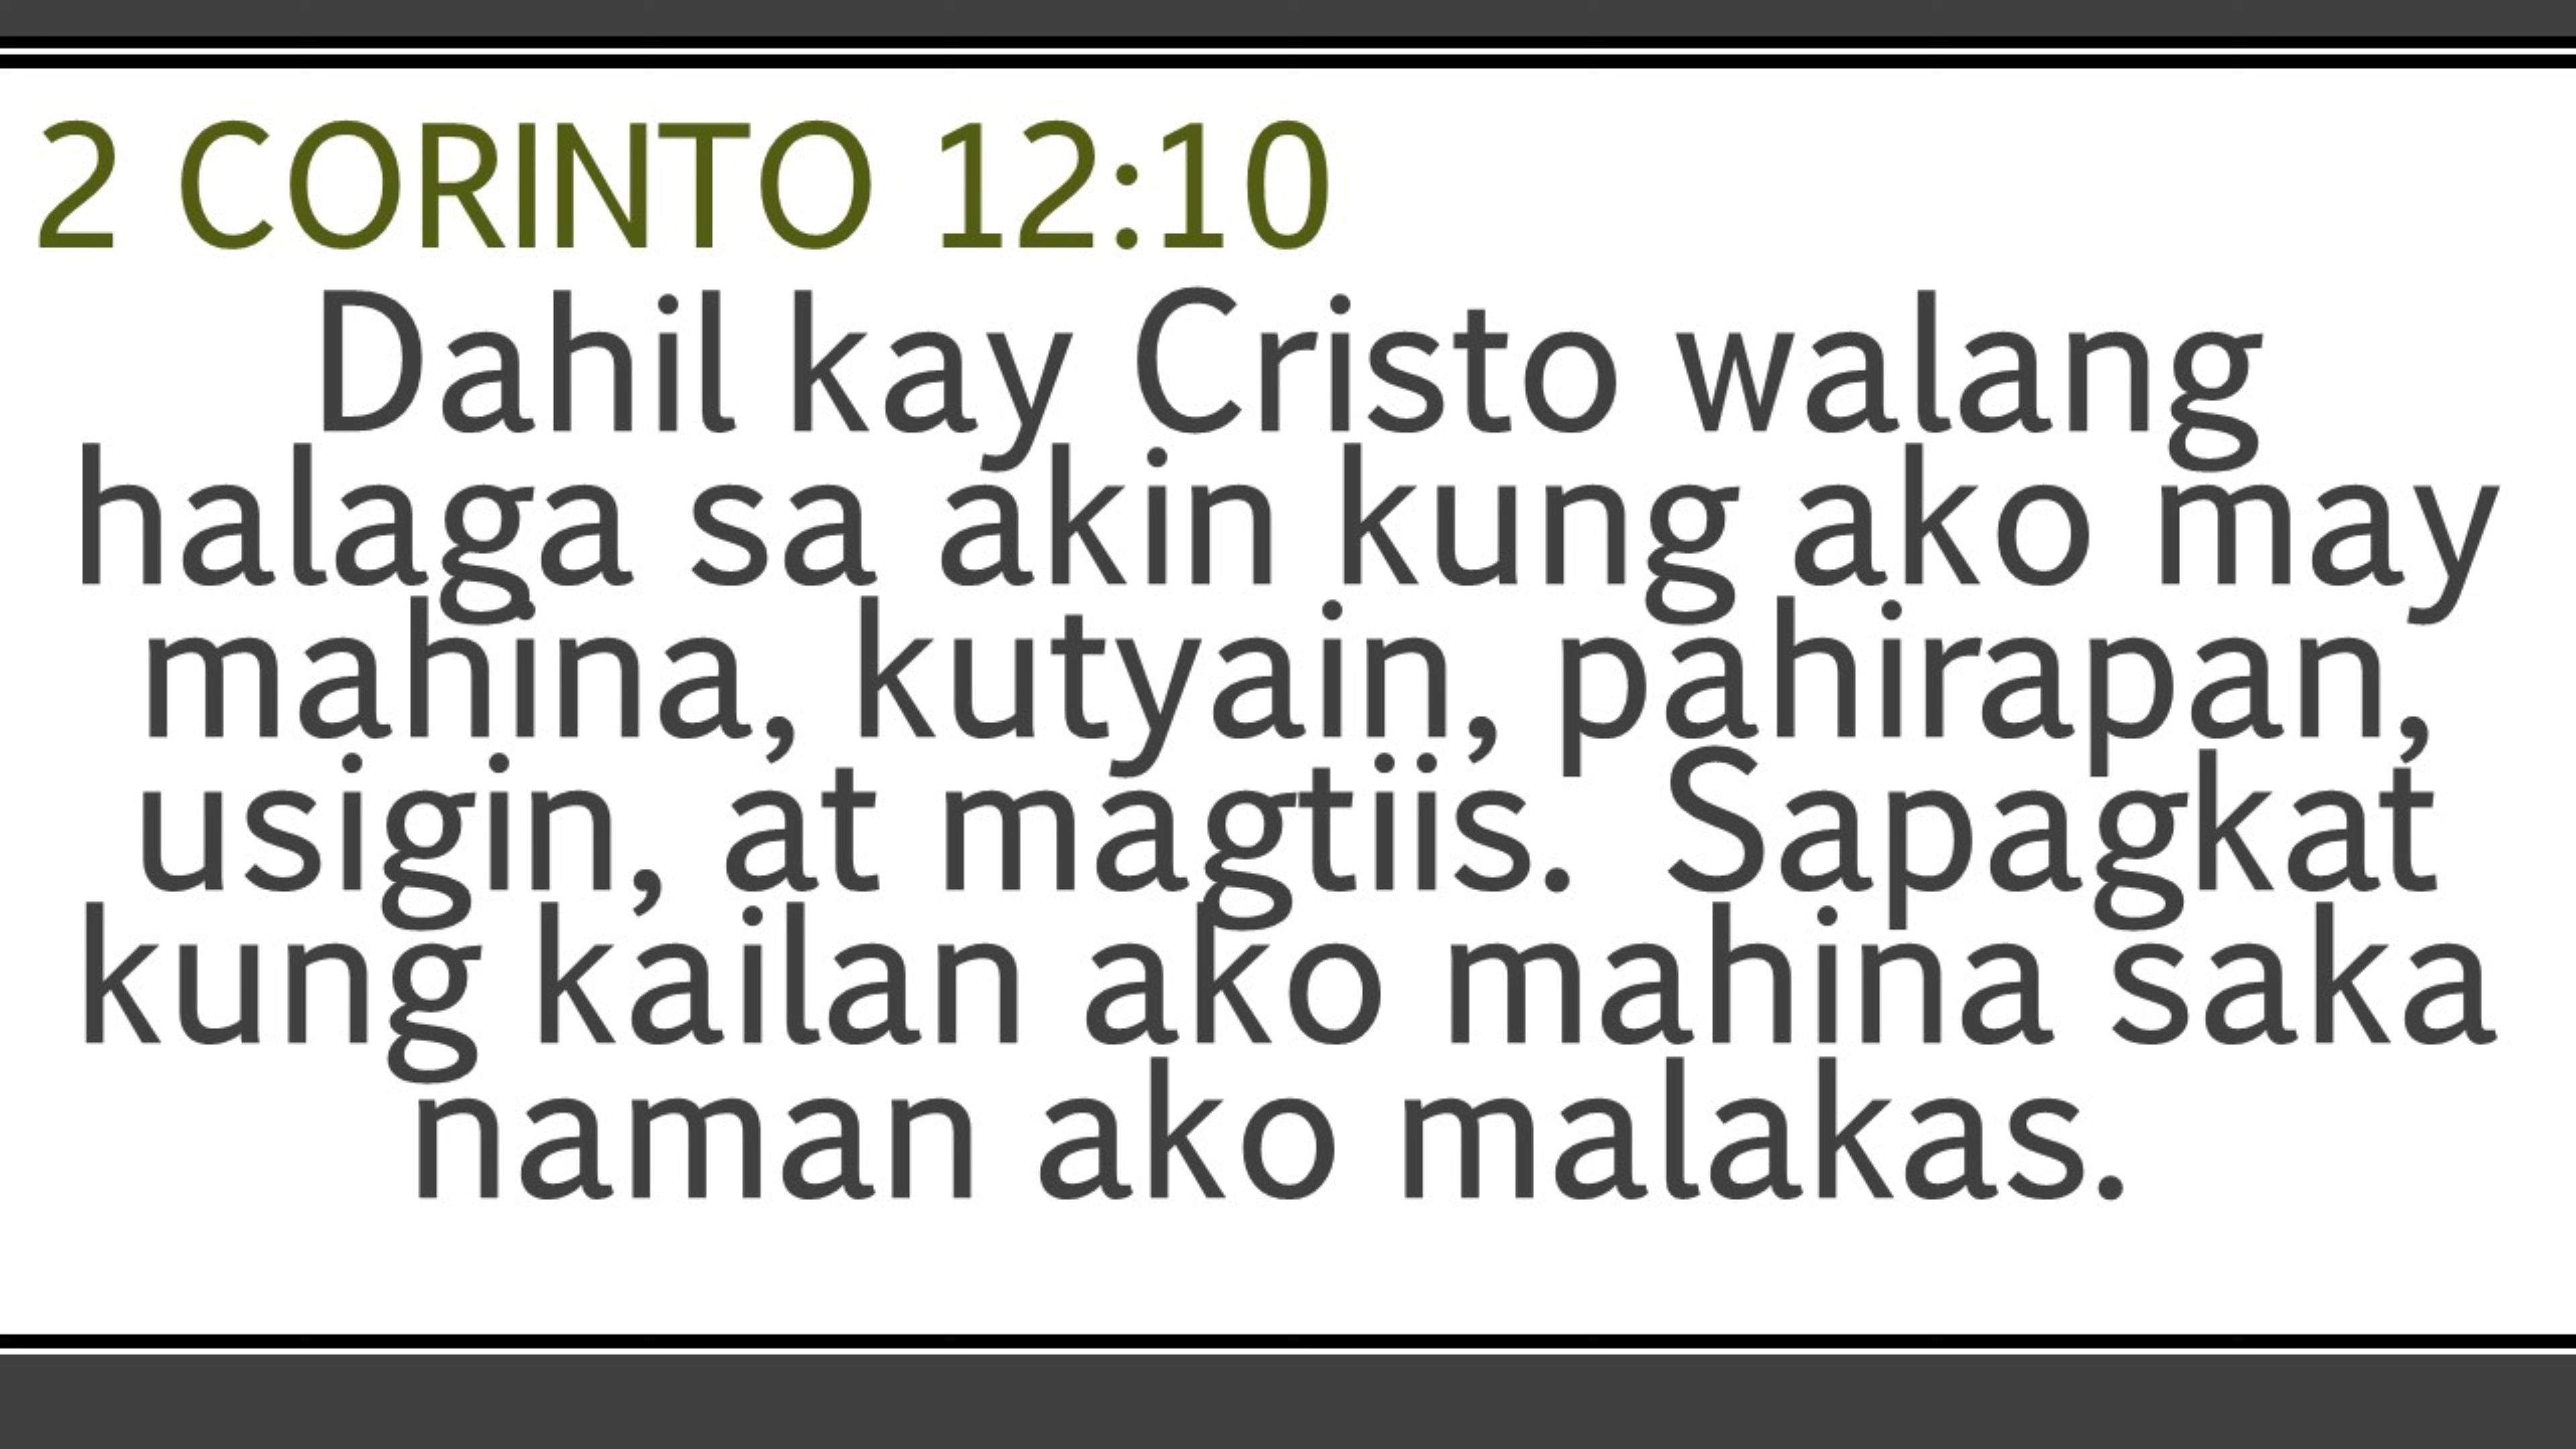 2 CORINTO 12:10
Dahil kay Cristo walang
halaga sa akin kung ako may
mahina, kutyain, pahirapan,
usigin, at magtiis.  Sapagkat
kung kailan ako mahina saka
naman ako malakas.